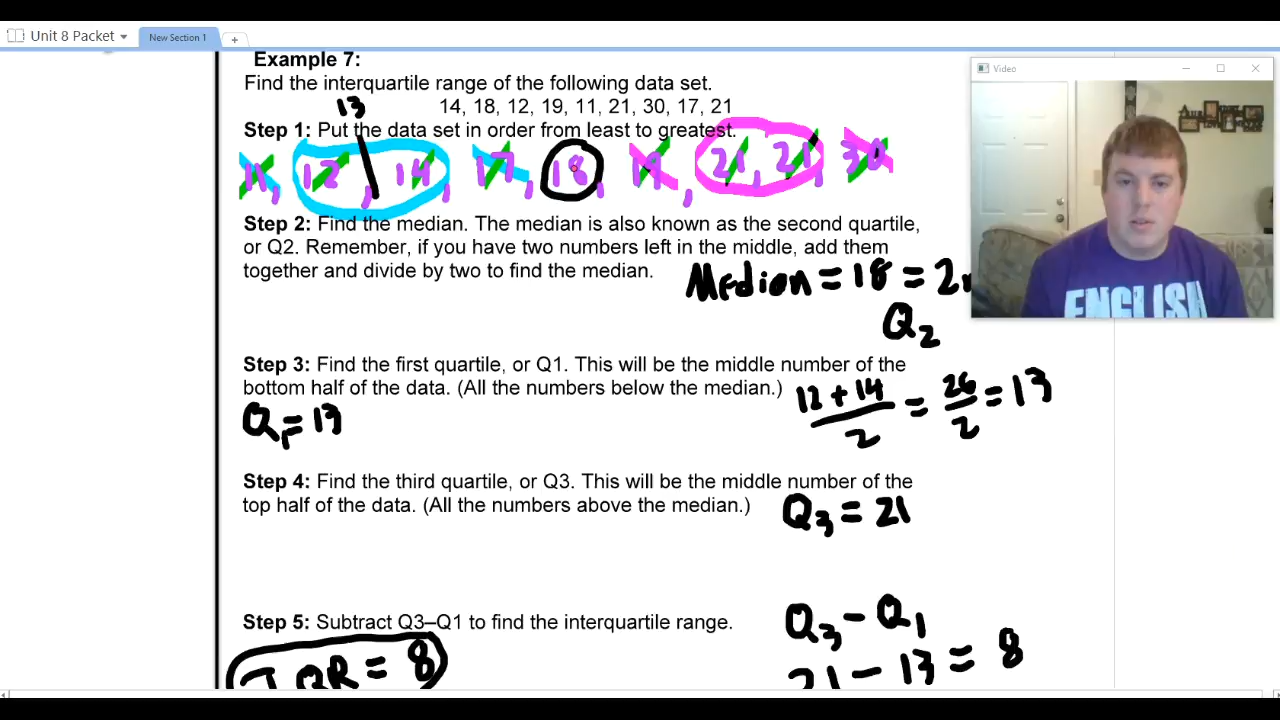 Unit 8 Packet
New Section 1
Video
Example 7:
Find the interquartile range of the following data set.
14, 18, 12, 19, 11, 21, 30, 17, 21
13
Step 1: Put the data set in order from least to greatest.
11, 12, 14, 17, 18, 19, 21, 21, 30
Step 2: Find the median. The median is also known as the second quartile,
or Q2. Remember, if you have two numbers left in the middle, add them
together and divide by two to find the median.
Median = 18 =
Q2
ENGLISH
Step 3: Find the first quartile, or Q1. This will be the middle number of the
bottom half of the data. (All the numbers below the median.)
12 + 14 / 2 = 26 / 2 = 13
Q1 = 13
Step 4: Find the third quartile, or Q3. This will be the middle number of the
top half of the data. (All the numbers above the median.)
Q3 = 21
Step 5: Subtract Q3–Q1 to find the interquartile range.
Q3 – Q1
21 – 13 = 8
IQR = 8